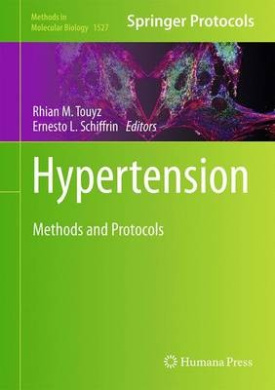 Methods in
Molecular Biology 1527
Springer Protocols
Rhian M. Touyz
Ernesto L. Schiffrin Editors
Hypertension
Methods and Protocols
Humana Press